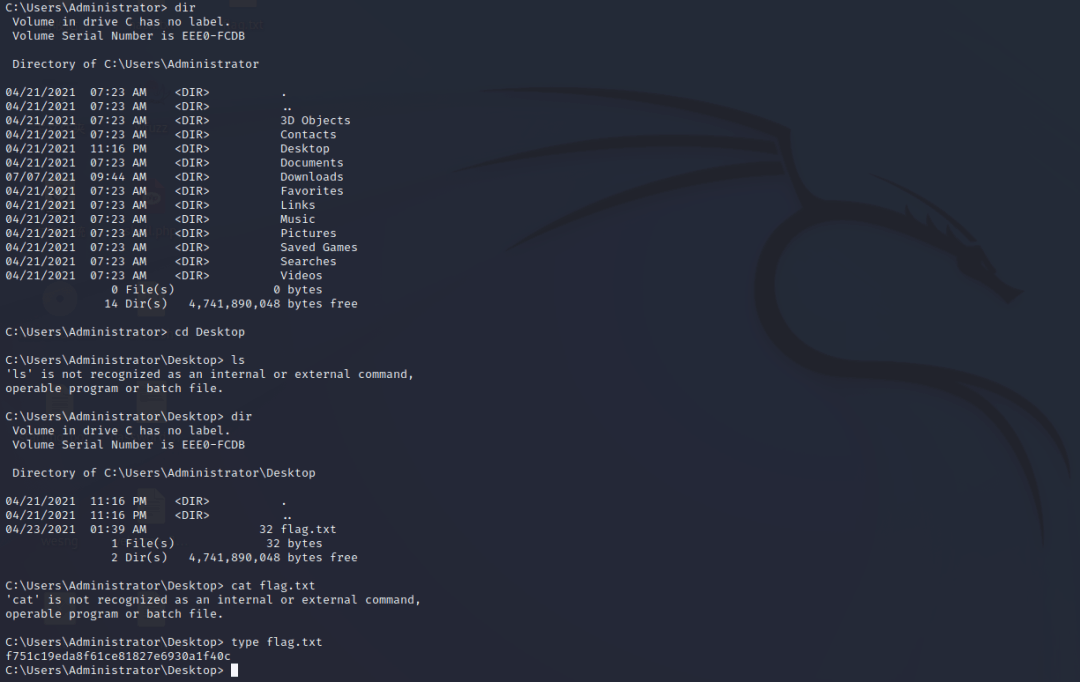 C:\Users\Administrator> dir
Volume in drive C has no label.
Volume Serial Number is EEE0-FCDB
Directory of C:\Users\Administrator
04/21/2021 07:23 AM <DIR> .
04/21/2021 07:23 AM <DIR> ..
04/21/2021 07:23 AM <DIR> 3D Objects
04/21/2021 07:23 AM <DIR> Contacts
04/21/2021 11:16 PM <DIR> Desktop
04/21/2021 07:23 AM <DIR> Documents
07/07/2021 09:44 AM <DIR> Downloads
04/21/2021 07:23 AM <DIR> Favorites
04/21/2021 07:23 AM <DIR> Links
04/21/2021 07:23 AM <DIR> Music
04/21/2021 07:23 AM <DIR> Pictures
04/21/2021 07:23 AM <DIR> Saved Games
04/21/2021 07:23 AM <DIR> Searches
04/21/2021 07:23 AM <DIR> Videos
0 File(s) 0 bytes
14 Dir(s) 4,741,890,048 bytes free
C:\Users\Administrator> cd Desktop
C:\Users\Administrator\Desktop> ls
'ls' is not recognized as an internal or external command,
operable program or batch file.
C:\Users\Administrator\Desktop> dir
Volume in drive C has no label.
Volume Serial Number is EEE0-FCDB
Directory of C:\Users\Administrator\Desktop
04/21/2021 11:16 PM <DIR> .
04/21/2021 11:16 PM <DIR> ..
04/23/2021 01:39 AM 32 flag.txt
1 File(s) 32 bytes
2 Dir(s) 4,741,890,048 bytes free
C:\Users\Administrator\Desktop> cat flag.txt
'cat' is not recognized as an internal or external command,
operable program or batch file.
C:\Users\Administrator\Desktop> type flag.txt
f751c19eda8f61ce81827e6930a1f40c
C:\Users\Administrator\Desktop>